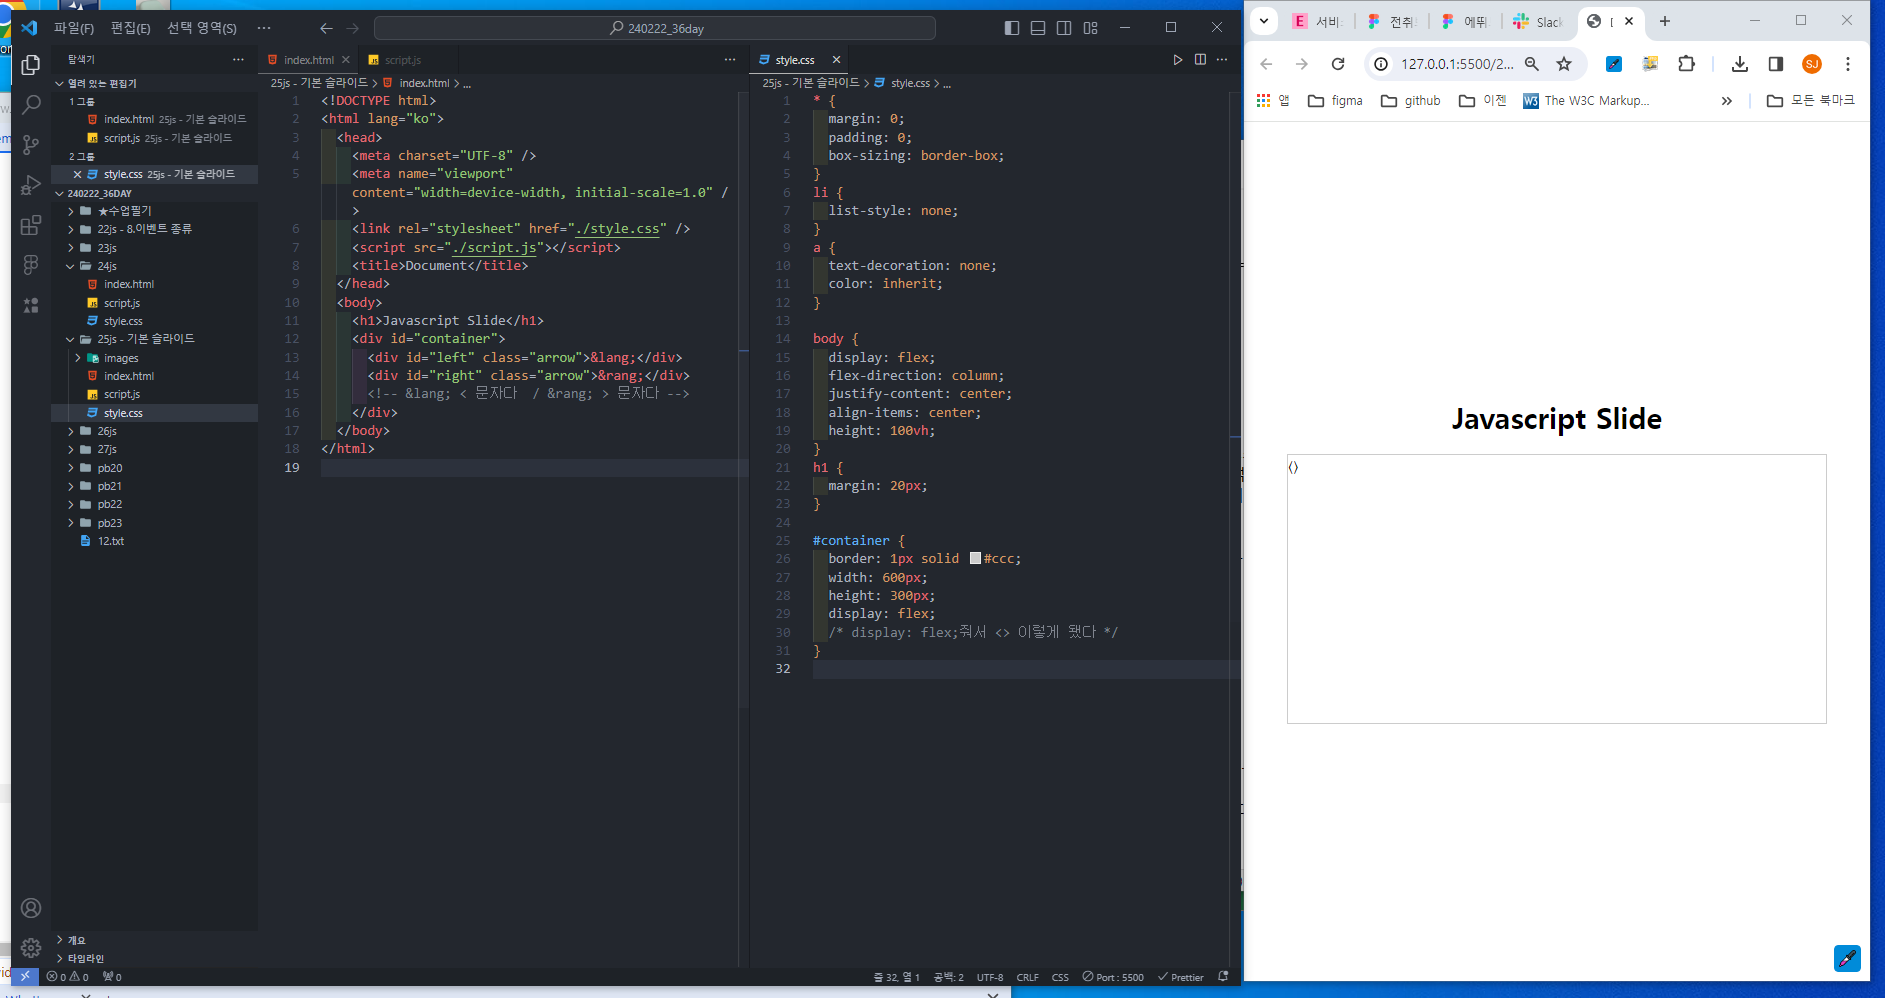 파일(F) 편집(E) 선택 영역(S) ··· 240222_36day
탐색기 ···
열려 있는 편집기
1 그룹
index.html 25js - 기본 슬라이드
script.js 25js - 기본 슬라이드
2 그룹
style.css 25js - 기본 슬라이드
240222_36DAY
★수업필기
22js - 8.이벤트 종류
23js
24js
index.html
script.js
style.css
25js - 기본 슬라이드
images
index.html
script.js
style.css
26js
27js
pb20
pb21
pb22
pb23
12.txt
개요
타임라인
index.html script.js ···
25js - 기본 슬라이드 > index.html > ...
1 <!DOCTYPE html>
2 <html lang="ko">
3 <head>
4 <meta charset="UTF-8" />
5 <meta name="viewport"
content="width=device-width, initial-scale=1.0" /
>
6 <link rel="stylesheet" href="./style.css" />
7 <script src="./script.js"></script>
8 <title>Document</title>
9 </head>
10 <body>
11 <h1>Javascript Slide</h1>
12 <div id="container">
13 <div id="left" class="arrow">&lang;</div>
14 <div id="right" class="arrow">&rang;</div>
15 <!-- &lang; < 문자다 / &rang; > 문자다 -->
16 </div>
17 </body>
18 </html>
19
style.css ···
25js - 기본 슬라이드 > style.css > ...
1 * {
2 margin: 0;
3 padding: 0;
4 box-sizing: border-box;
5 }
6 li {
7 list-style: none;
8 }
9 a {
10 text-decoration: none;
11 color: inherit;
12 }
13
14 body {
15 display: flex;
16 flex-direction: column;
17 justify-content: center;
18 align-items: center;
19 height: 100vh;
20 }
21 h1 {
22 margin: 20px;
23 }
24
25 #container {
26 border: 1px solid #ccc;
27 width: 600px;
28 height: 300px;
29 display: flex;
30 /* display: flex;줘서 <> 이렇게 됐다 */
31 }
32
0 0 0 줄 32, 열 1 공백: 2 UTF-8 CRLF CSS Port : 5500 Prettier
서비 전취 에뛰 Slack
127.0.0.1:5500/2... SJ
앱 figma github 이젠 W3 The W3C Markup... » 모든 북마크
Javascript Slide
⟨⟩